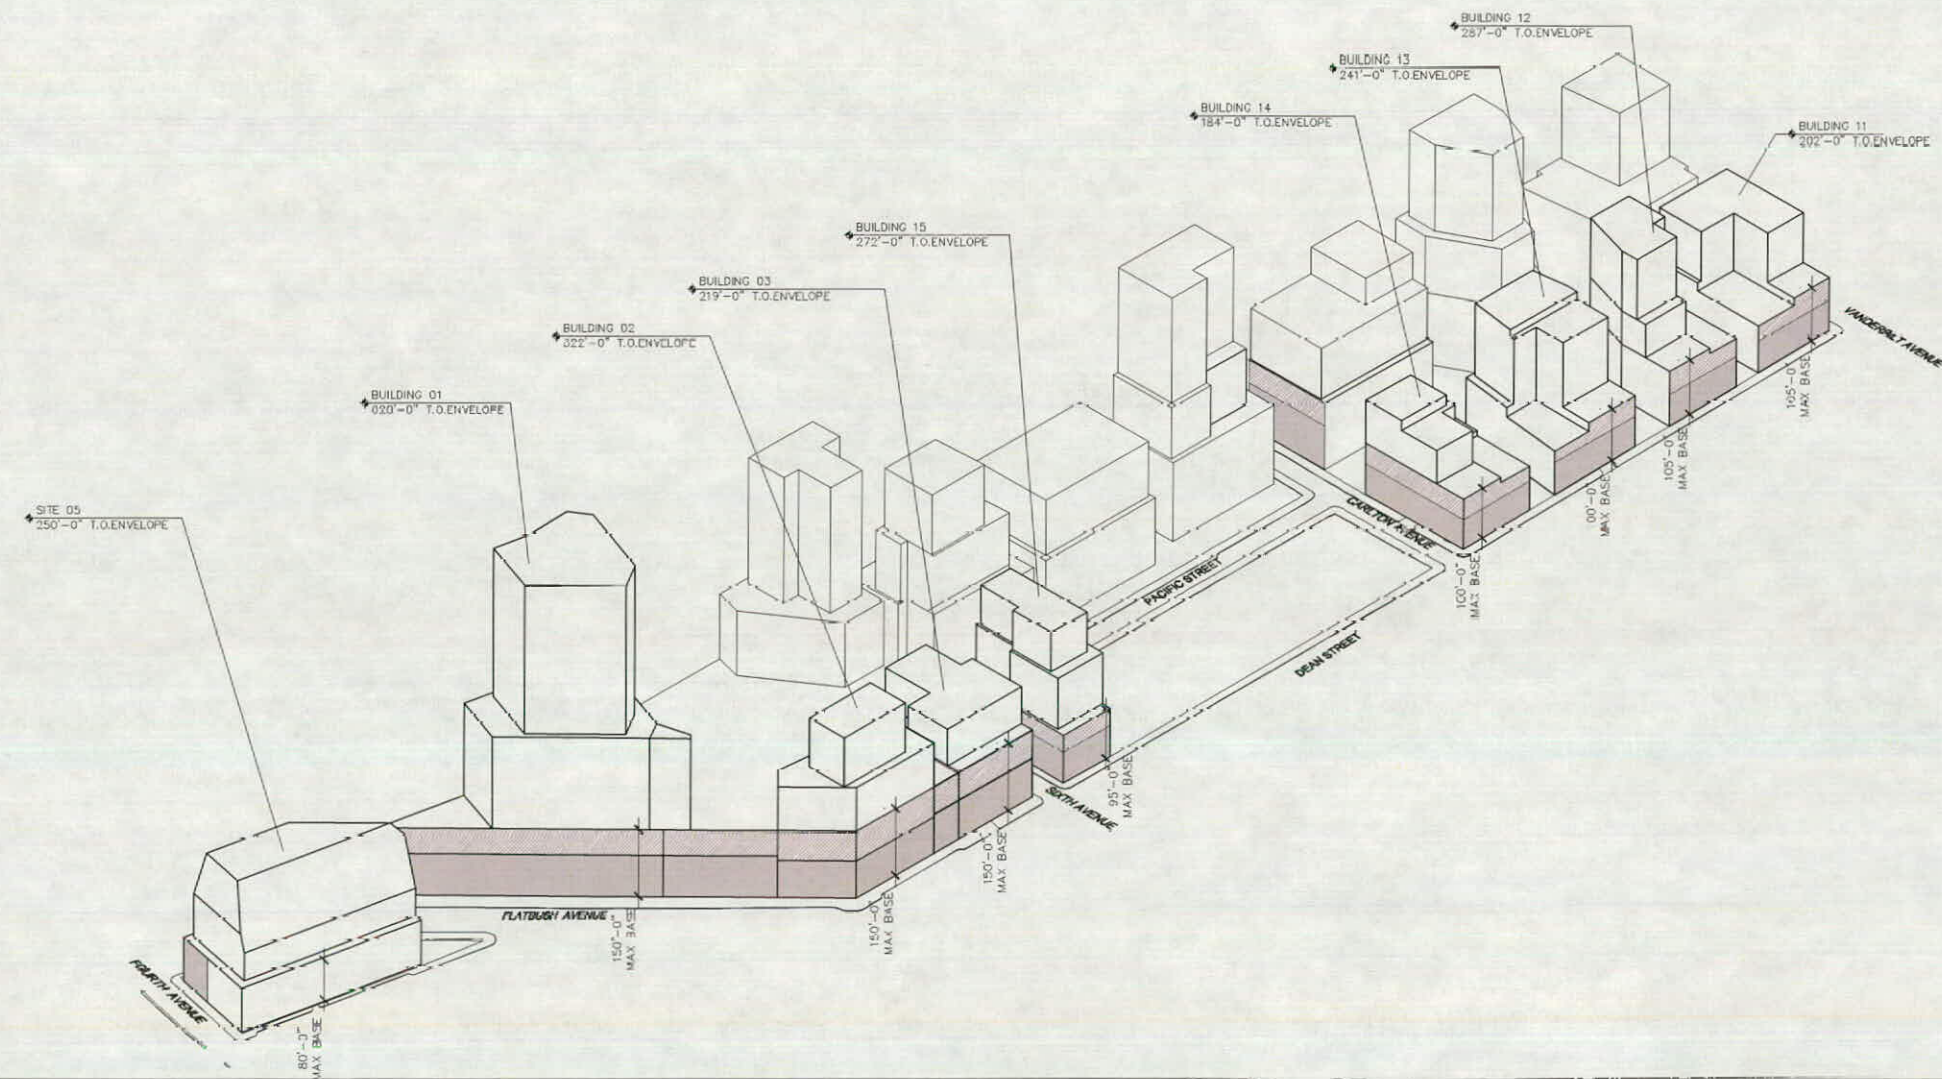 BUILDING 12
287'-0" T.O.ENVELOPE
BUILDING 13
241'-0" T.O.ENVELOPE
BUILDING 14
184'-0" T.O.ENVELOPE
BUILDING 11
202'-0" T.O.ENVELOPE
BUILDING 15
272'-0" T.O.ENVELOPE
BUILDING 03
219'-0" T.O.ENVELOPE
BUILDING 02
322'-0" T.O.ENVELOPE
BUILDING 01
620'-0" T.O.ENVELOPE
SITE 05
250'-0" T.O.ENVELOPE
VANDERBILT AVENUE
105'-0"
MAX BASE
105'-0"
MAX BASE
MAX BASE
CARLTON AVENUE
100'-0"
MAX BASE
PACIFIC STREET
DEAN STREET
SIXTH AVENUE
95'-0"
MAX BASE
150'-0"
MAX BASE
150'-0"
MAX BASE
FLATBUSH AVENUE
150'-0"
MAX BASE
FOURTH AVENUE
80'-0"
MAX BASE